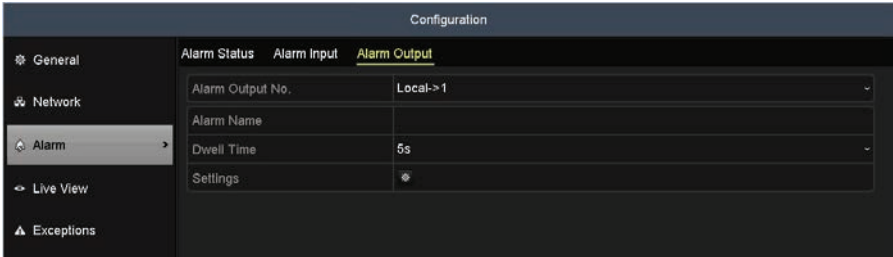 Configuration
General
Network
Alarm
Live View
Exceptions
Alarm Status Alarm Input Alarm Output
Alarm Output No. Local->1
Alarm Name
Dwell Time 5s
Settings